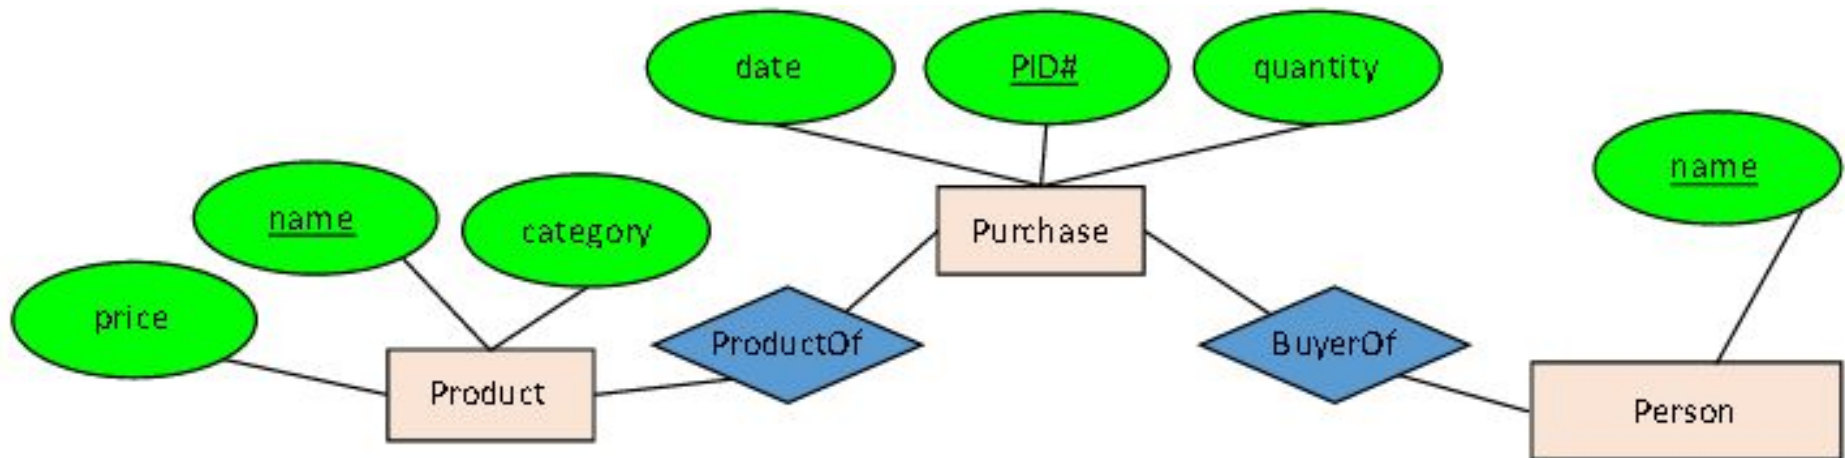 date
PID#
quantity
name
name
category
Purchase
price
ProductOf
BuyerOf
Product
Person